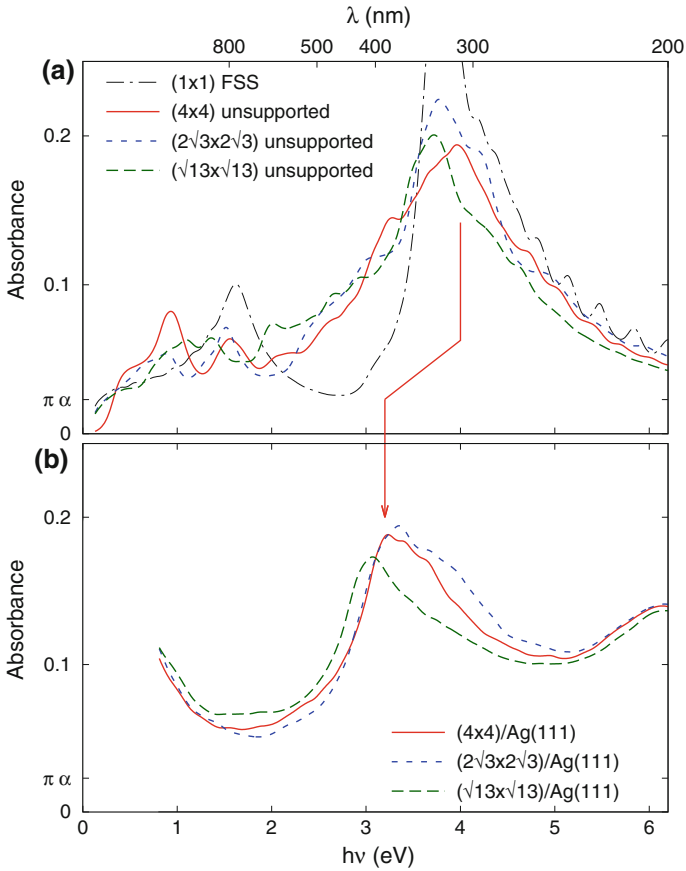 λ (nm)
800 500 400 300 200
(a)
(1x1) FSS
(4x4) unsupported
(2√3x2√3) unsupported
(√13x√13) unsupported
0.2
0.1
π α
0
Absorbance
(b)
0.2
0.1
π α
0
Absorbance
(4x4)/Ag(111)
(2√3x2√3)/Ag(111)
(√13x√13)/Ag(111)
0 1 2 3 4 5 6
hν (eV)